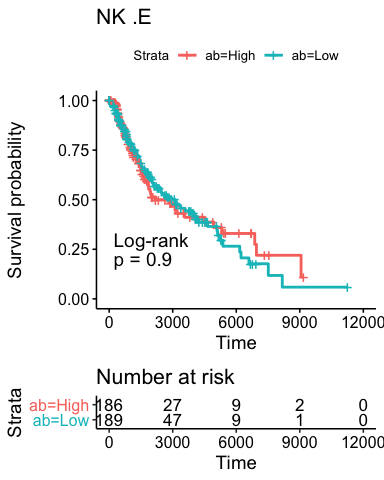 NK .E
Strata ab=High ab=Low
Survival probability
1.00
0.75
0.50
0.25
0.00
Log-rank
p = 0.9
0 3000 6000 9000 12000
Time
Number at risk
Strata
ab=High 186 27 9 2 0
ab=Low 189 47 9 1 0
0 3000 6000 9000 12000
Time